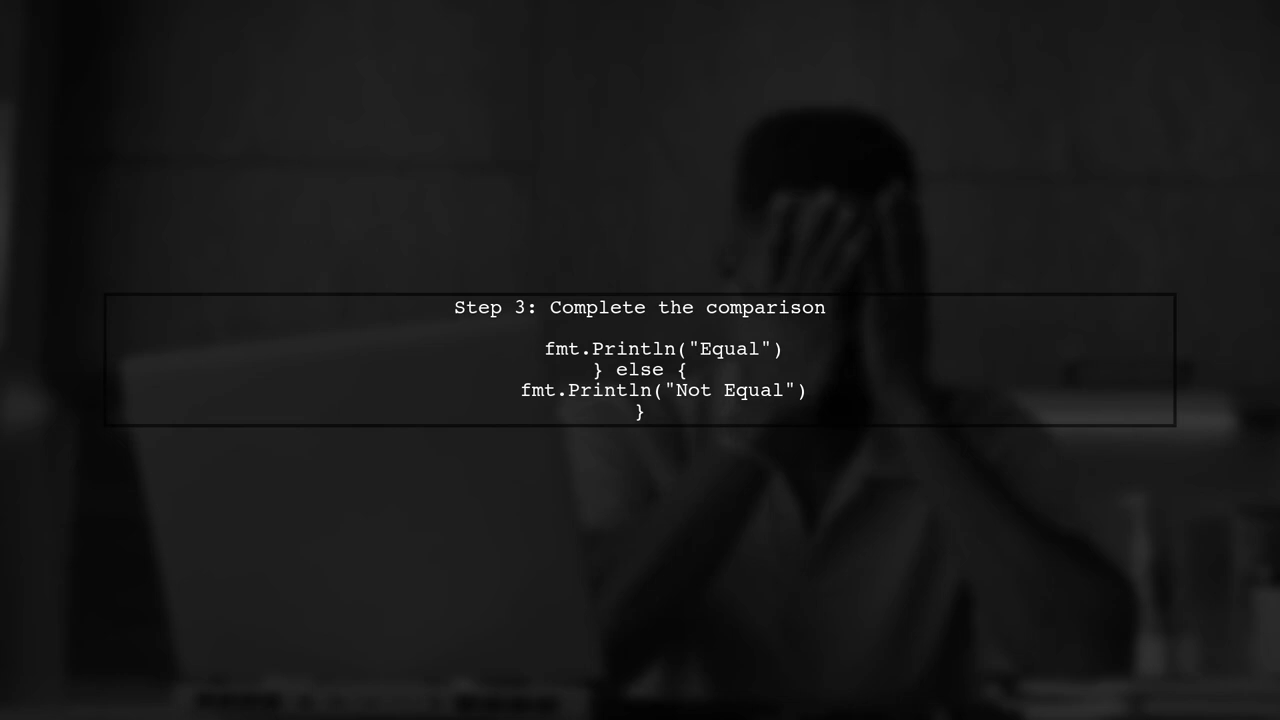 Step 3: Complete the comparison
fmt.Println("Equal")
} else {
fmt.Println("Not Equal")
}